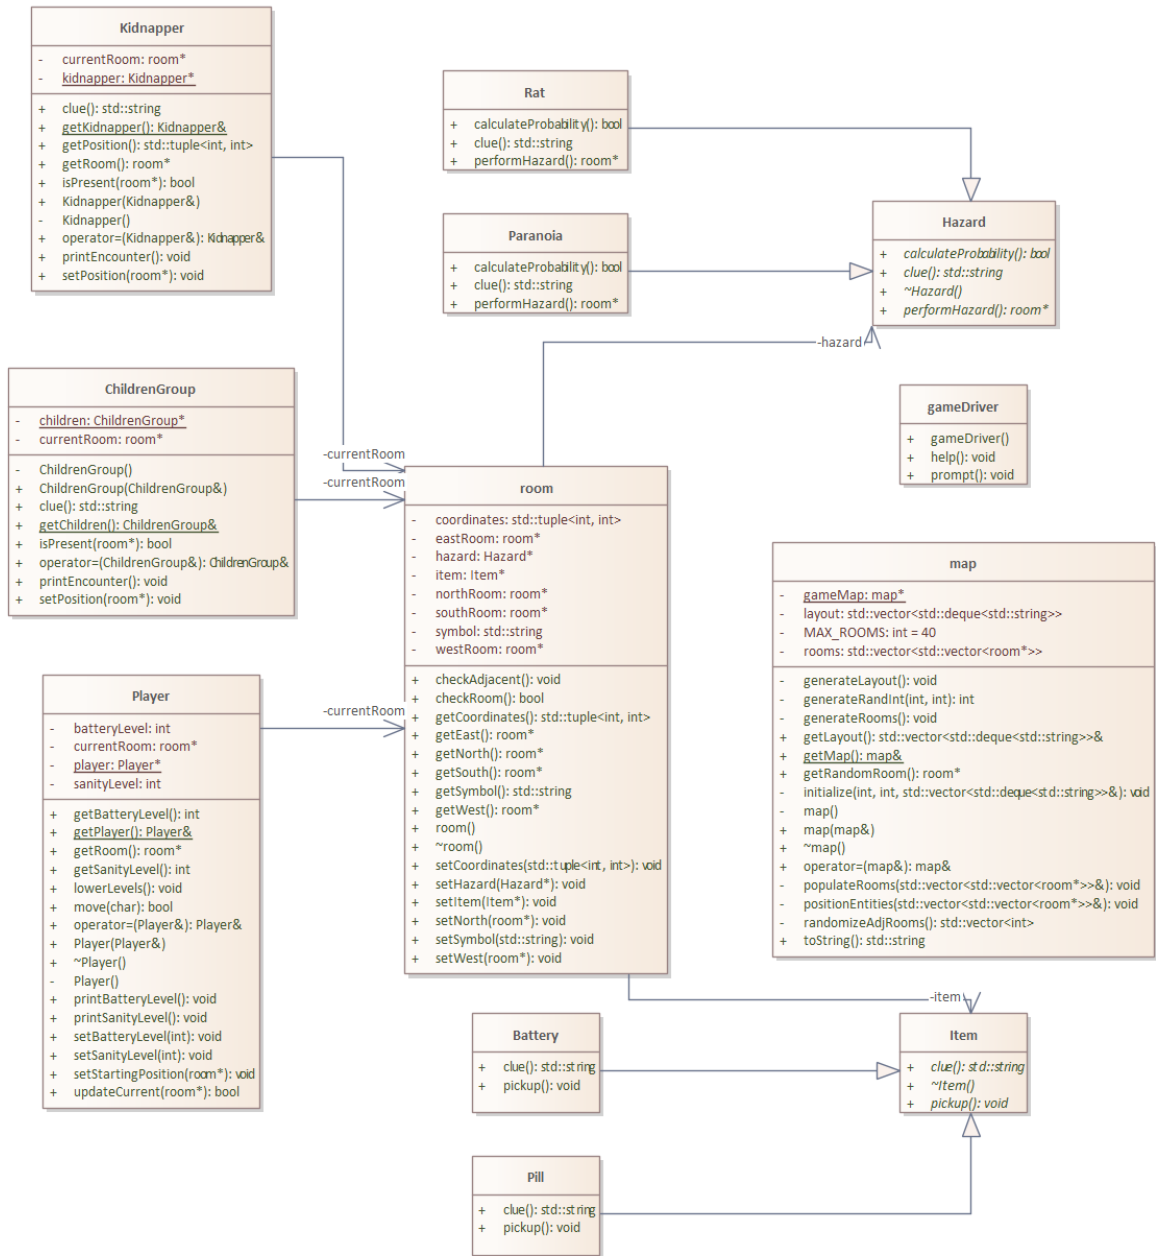 Kidnapper
- currentRoom: room*
- kidnapper: Kidnapper*
+ clue(): std::string
+ getKidnapper(): Kidnapper&
+ getPosition(): std::tuple<int, int>
+ getRoom(): room*
+ isPresent(room*): bool
+ Kidnapper(Kidnapper&)
- Kidnapper()
+ operator=(Kidnapper&): Kidnapper&
+ printEncounter(): void
+ setPosition(room*): void
Rat
+ calculateProbability(): bool
+ clue(): std::string
+ performHazard(): room*
Paranoia
+ calculateProbability(): bool
+ clue(): std::string
+ performHazard(): room*
Hazard
+ calculateProbability(): bool
+ clue(): std::string
+ ~Hazard()
+ performHazard(): room*
-hazard
ChildrenGroup
- children: ChildrenGroup*
- currentRoom: room*
- ChildrenGroup()
+ ChildrenGroup(ChildrenGroup&)
+ clue(): std::string
+ getChildren(): ChildrenGroup&
+ isPresent(room*): bool
+ operator=(ChildrenGroup&): ChildrenGroup&
+ printEncounter(): void
+ setPosition(room*): void
-currentRoom
-currentRoom
gameDriver
+ gameDriver()
+ help(): void
+ prompt(): void
room
- coordinates: std::tuple<int, int>
- eastRoom: room*
- hazard: Hazard*
- item: Item*
- northRoom: room*
- southRoom: room*
- symbol: std::string
- westRoom: room*
+ checkAdjacent(): void
+ checkRoom(): bool
+ getCoordinates(): std::tuple<int, int>
+ getEast(): room*
+ getNorth(): room*
+ getSouth(): room*
+ getSymbol(): std::string
+ getWest(): room*
+ room()
+ ~room()
+ setCoordinates(std::tuple<int, int>): void
+ setHazard(Hazard*): void
+ setItem(Item*): void
+ setNorth(room*): void
+ setSymbol(std::string): void
+ setWest(room*): void
map
- gameMap: map*
- layout: std::vector<std::deque<std::string>>
- MAX_ROOMS: int = 40
- rooms: std::vector<std::vector<room*>>
- generateLayout(): void
- generateRandInt(int, int): int
- generateRooms(): void
+ getLayout(): std::vector<std::deque<std::string>>&
+ getMap(): map&
+ getRandomRoom(): room*
- initialize(int, int, std::vector<std::deque<std::string>>&): void
- map()
+ map(map&)
+ ~map()
+ operator=(map&): map&
- populateRooms(std::vector<std::vector<room*>>&): void
- positionEntities(std::vector<std::vector<room*>>&): void
- randomizeAdjRooms(): std::vector<int>
+ toString(): std::string
Player
- batteryLevel: int
- currentRoom: room*
- player: Player*
- sanityLevel: int
+ getBatteryLevel(): int
+ getPlayer(): Player&
+ getRoom(): room*
+ getSanityLevel(): int
+ lowerLevels(): void
+ move(char): bool
+ operator=(Player&): Player&
+ Player(Player&)
+ ~Player()
- Player()
+ printBatteryLevel(): void
+ printSanityLevel(): void
+ setBatteryLevel(int): void
+ setSanityLevel(int): void
+ setStartingPosition(room*): void
+ updateCurrent(room*): bool
-currentRoom
-item
Battery
+ clue(): std::string
+ pickup(): void
Item
+ clue(): std::string
+ ~Item()
+ pickup(): void
Pill
+ clue(): std::string
+ pickup(): void